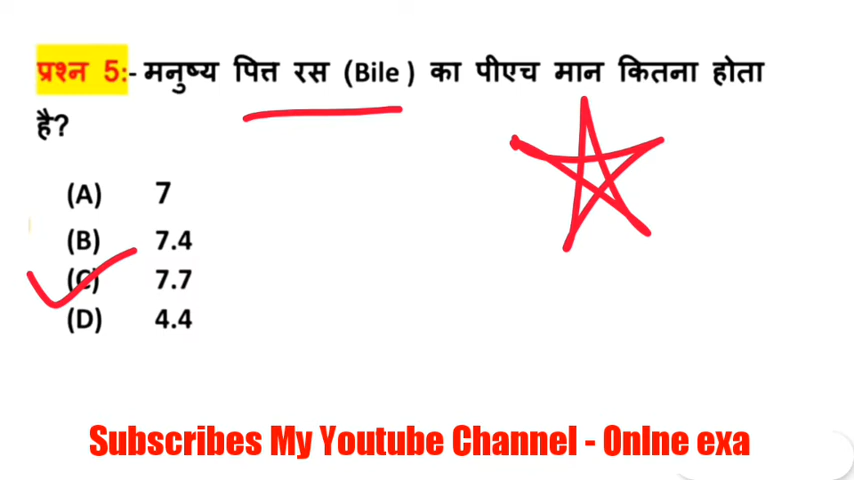 प्रश्न 5:- मनुष्य पित्त रस (Bile ) का पीएच मान कितना होता
है?
(A) 7
(B) 7.4
(C) 7.7
(D) 4.4
Subscribes My Youtube Channel - Onlne exa